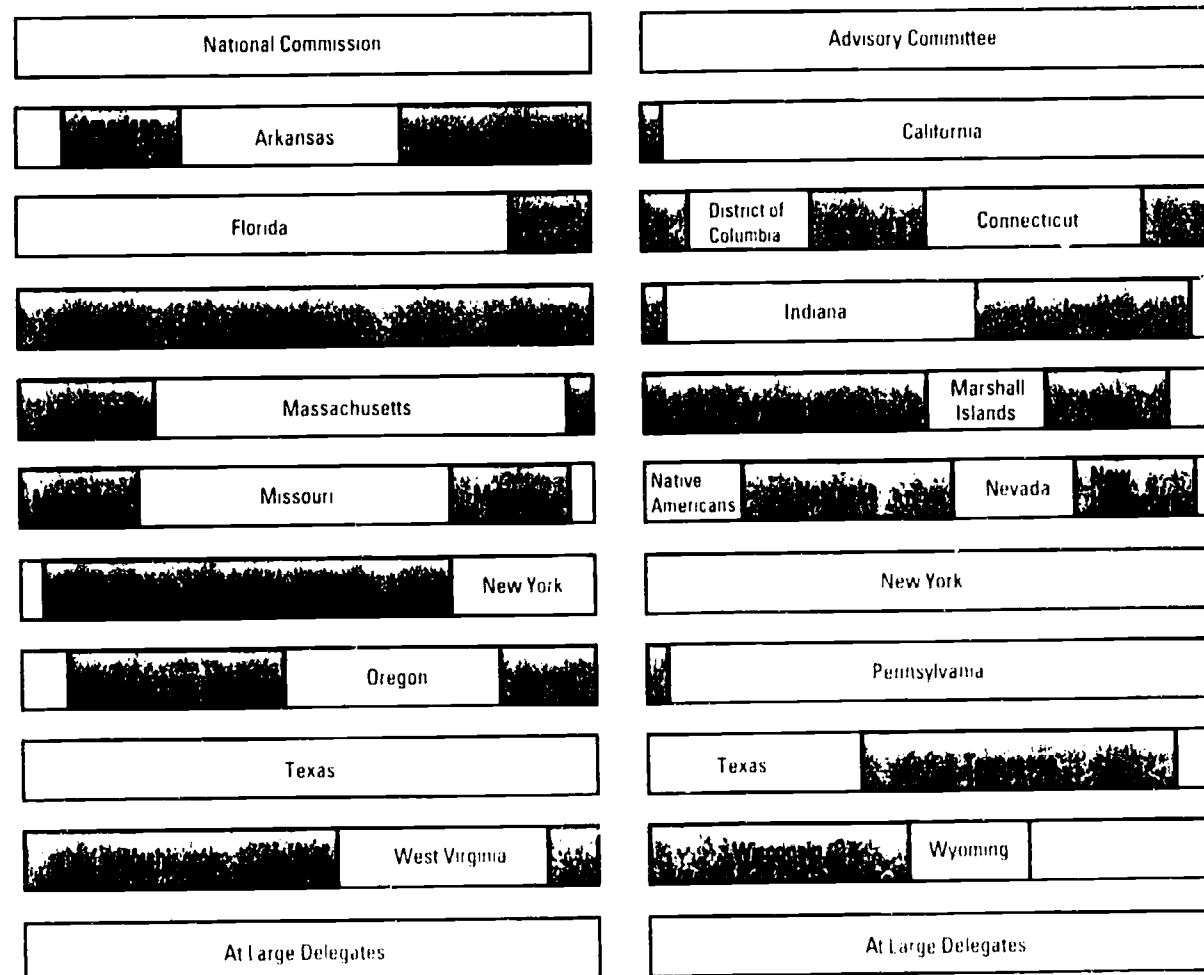 National Commission
Advisory Committee
Arkansas
California
Florida
District of
Columbia
Connecticut
Indiana
Massachusetts
Marshall
Islands
Missouri
Native
Americans
Nevada
New York
New York
Oregon
Pennsylvania
Texas
Texas
West Virginia
Wyoming
At Large Delegates
At Large Delegates